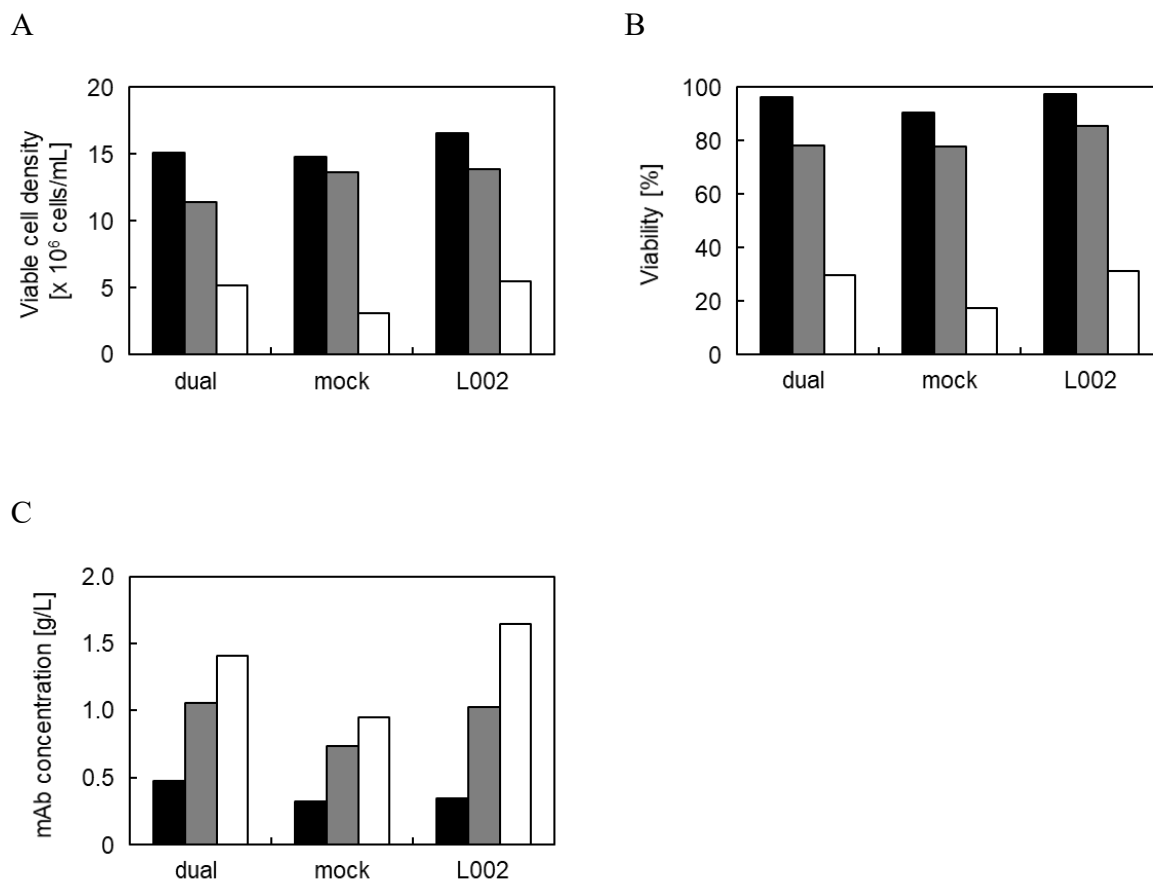 A
Viable cell density
[x 10⁶ cells/mL]
20
15
10
5
0
dual mock L002
B
Viability [%]
100
80
60
40
20
0
dual mock L002
C
mAb concentration [g/L]
2.0
1.5
1.0
0.5
0
dual mock L002